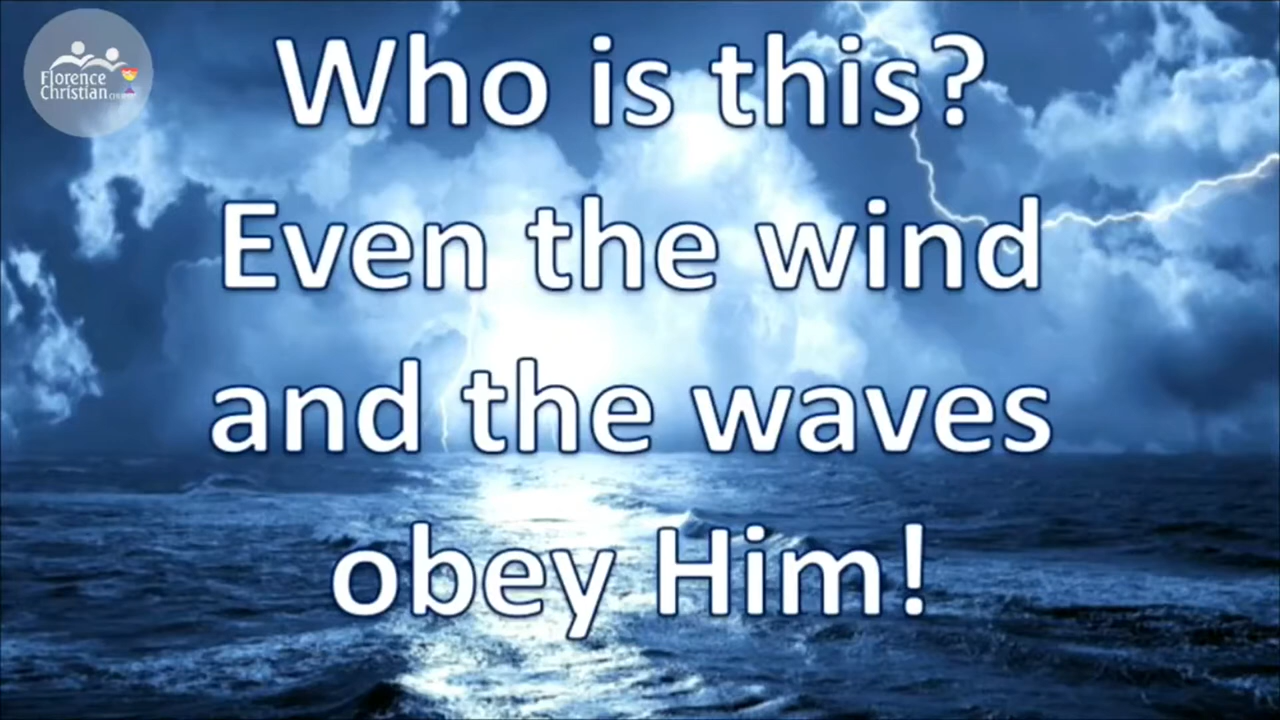 Florence
Christian
Who is this?
Even the wind
and the waves
obey Him!